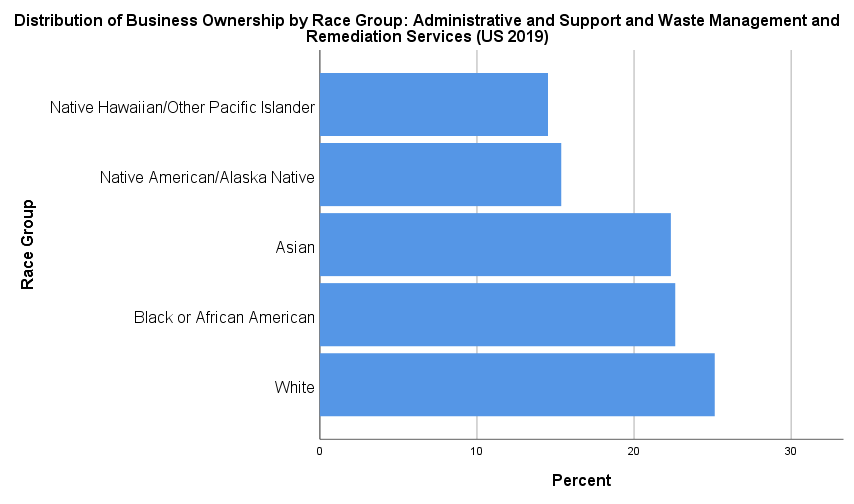 Distribution of Business Ownership by Race Group: Administrative and Support and Waste Management and
Remediation Services (US 2019)
Native Hawaiian/Other Pacific Islander
Native American/Alaska Native
Asian
Black or African American
White
Race Group
0
10
20
30
Percent